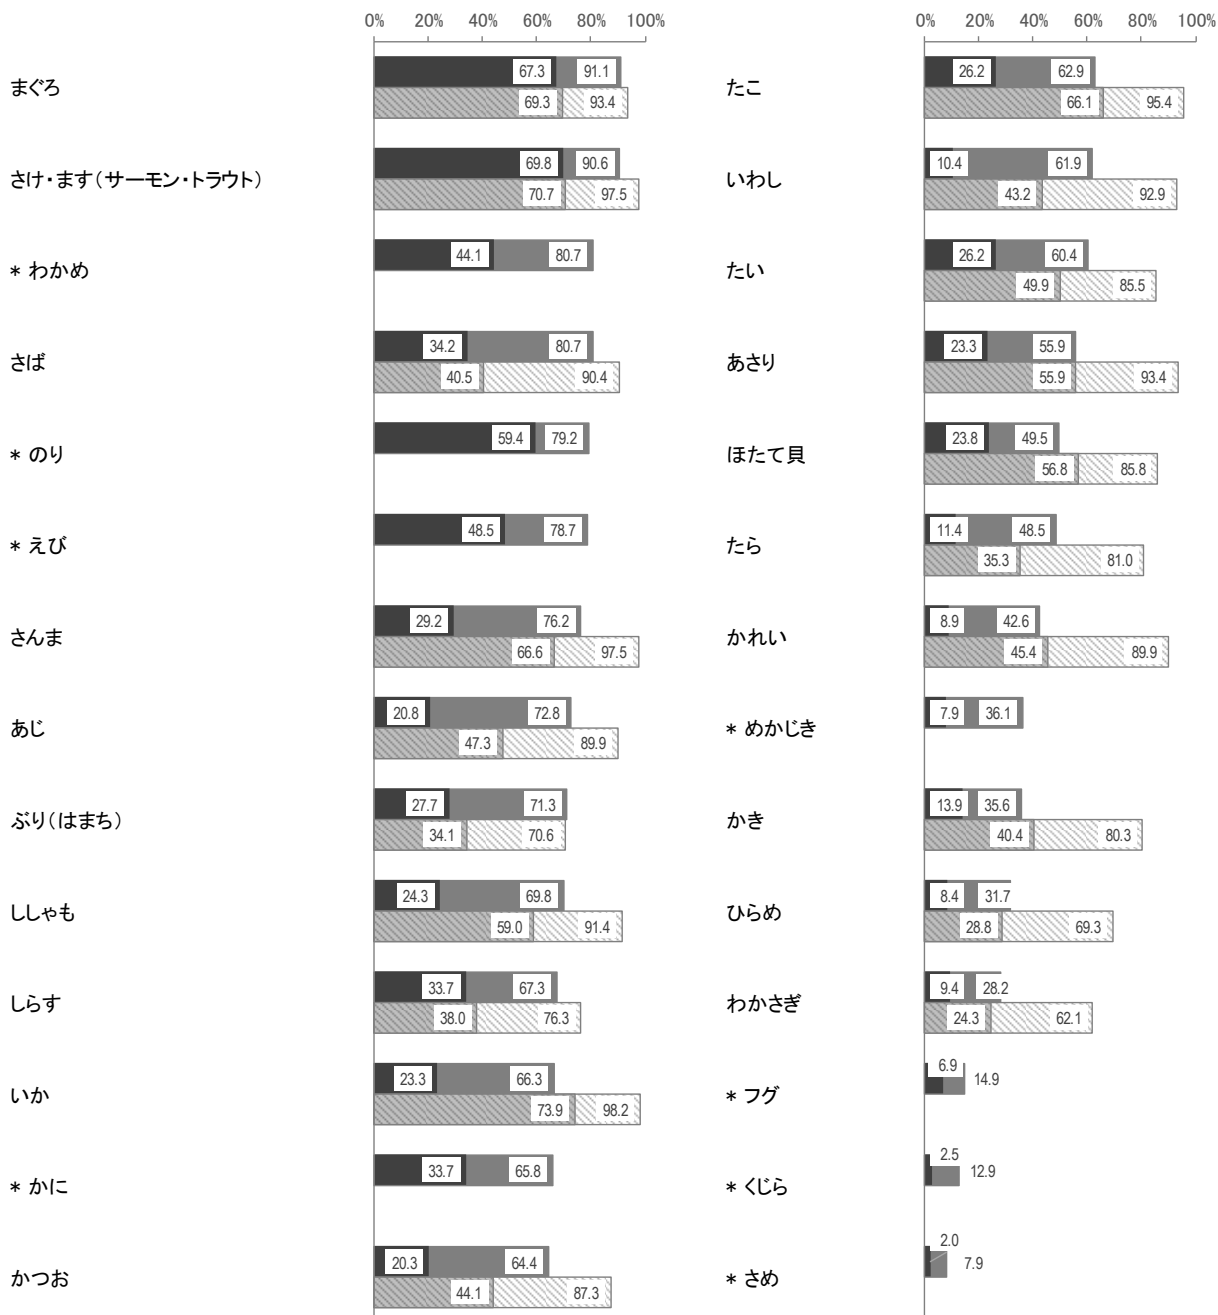 0% 20% 40% 60% 80% 100%
まぐろ 67.3 91.1
69.3 93.4
さけ・ます（サーモン・トラウト） 69.8 90.6
70.7 97.5
* わかめ 44.1 80.7
さば 34.2 80.7
40.5 90.4
* のり 59.4 79.2
* えび 48.5 78.7
さんま 29.2 76.2
66.6 97.5
あじ 20.8 72.8
47.3 89.9
ぶり（はまち） 27.7 71.3
34.1 70.6
ししゃも 24.3 69.8
59.0 91.4
しらす 33.7 67.3
38.0 76.3
いか 23.3 66.3
73.9 98.2
* かに 33.7 65.8
かつお 20.3 64.4
44.1 87.3
0% 20% 40% 60% 80% 100%
たこ 26.2 62.9
66.1 95.4
いわし 10.4 61.9
43.2 92.9
たい 26.2 60.4
49.9 85.5
あさり 23.3 55.9
55.9 93.4
ほたて貝 23.8 49.5
56.8 85.8
たら 11.4 48.5
35.3 81.0
かれい 8.9 42.6
45.4 89.9
* めかじき 7.9 36.1
かき 13.9 35.6
40.4 80.3
ひらめ 8.4 31.7
28.8 69.3
わかさぎ 9.4 28.2
24.3 62.1
* フグ 6.9 14.9
* くじら 2.5 12.9
* さめ 2.0 7.9